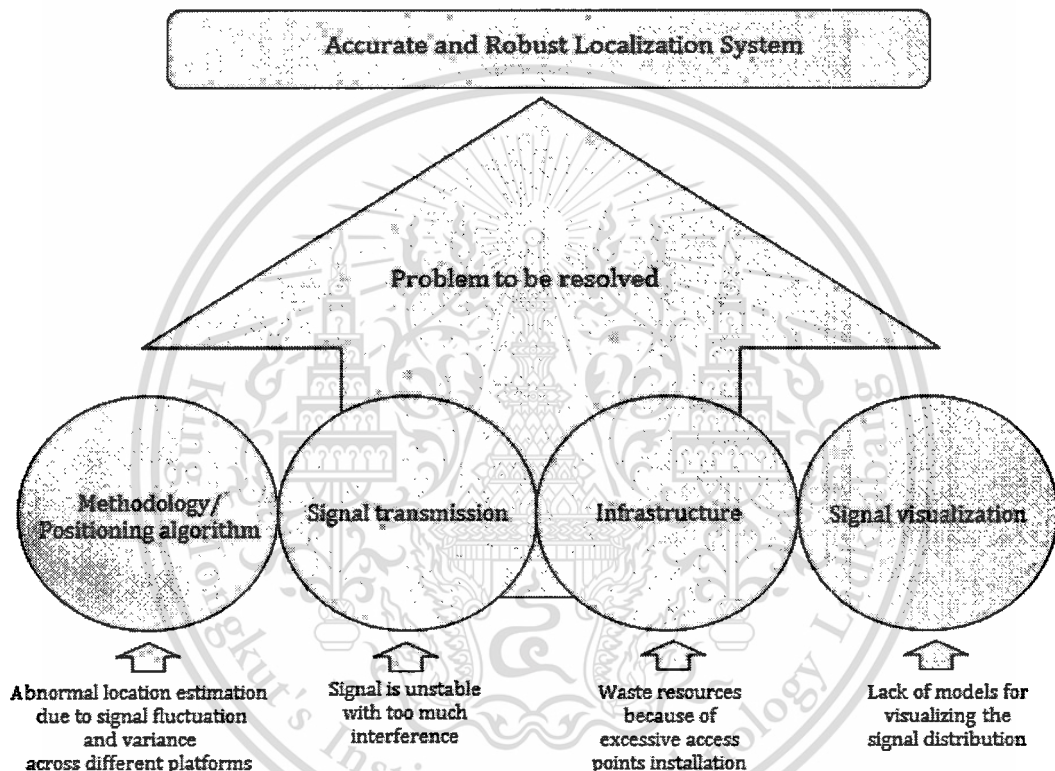 Accurate and Robust Localization System
Problem to be resolved
Methodology/
Positioning algorithm
Signal transmission
Infrastructure
Signal visualization
Abnormal location estimation
due to signal fluctuation
and variance
across different platforms
Signal is unstable
with too much
interference
Waste resources
because of
excessive access
points installation
Lack of models for
visualizing the
signal distribution